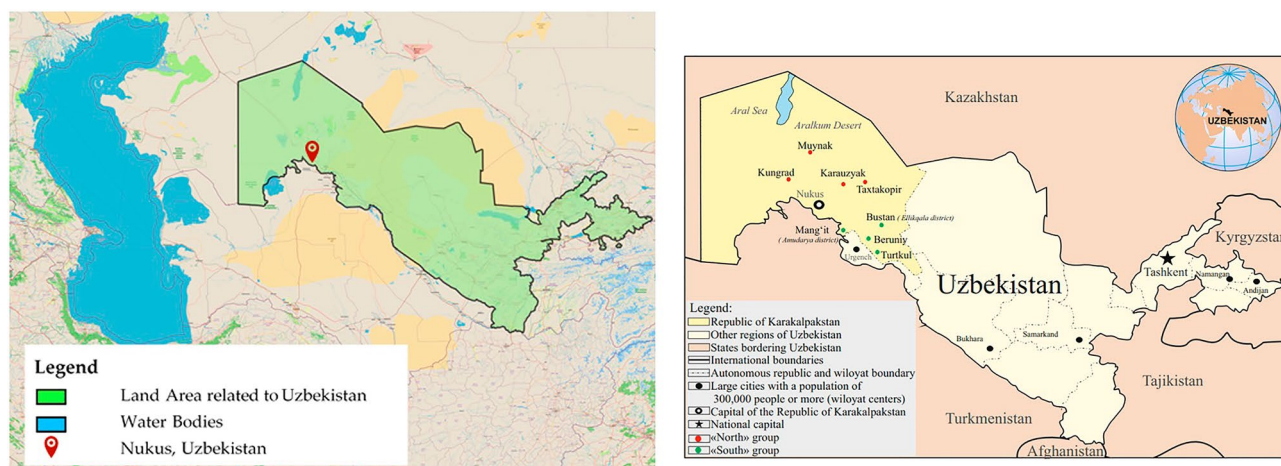 Legend
Land Area related to Uzbekistan
Water Bodies
Nukus, Uzbekistan
Kazakhstan
UZBEKISTAN
Aral Sea
Aralkum Desert
Muynak
Kungrad
Karauzyak
Taxtakopir
Nukus
Bustan (Ellikqala district)
Mang‘it
(Amudarya district)
Beruniy
Urgench
Turtkul
Kyrgyzstan
Tashkent
Namangan
Andijan
Uzbekistan
Bukhara
Samarkand
Tajikistan
Turkmenistan
Afghanistan
Legend:
Republic of Karakalpakstan
Other regions of Uzbekistan
States bordering Uzbekistan
International boundaries
Autonomous republic and wiloyat boundary
Large cities with a population of
300,000 people or more (wiloyat centers)
Capital of the Republic of Karakalpakstan
National capital
«North» group
«South» group